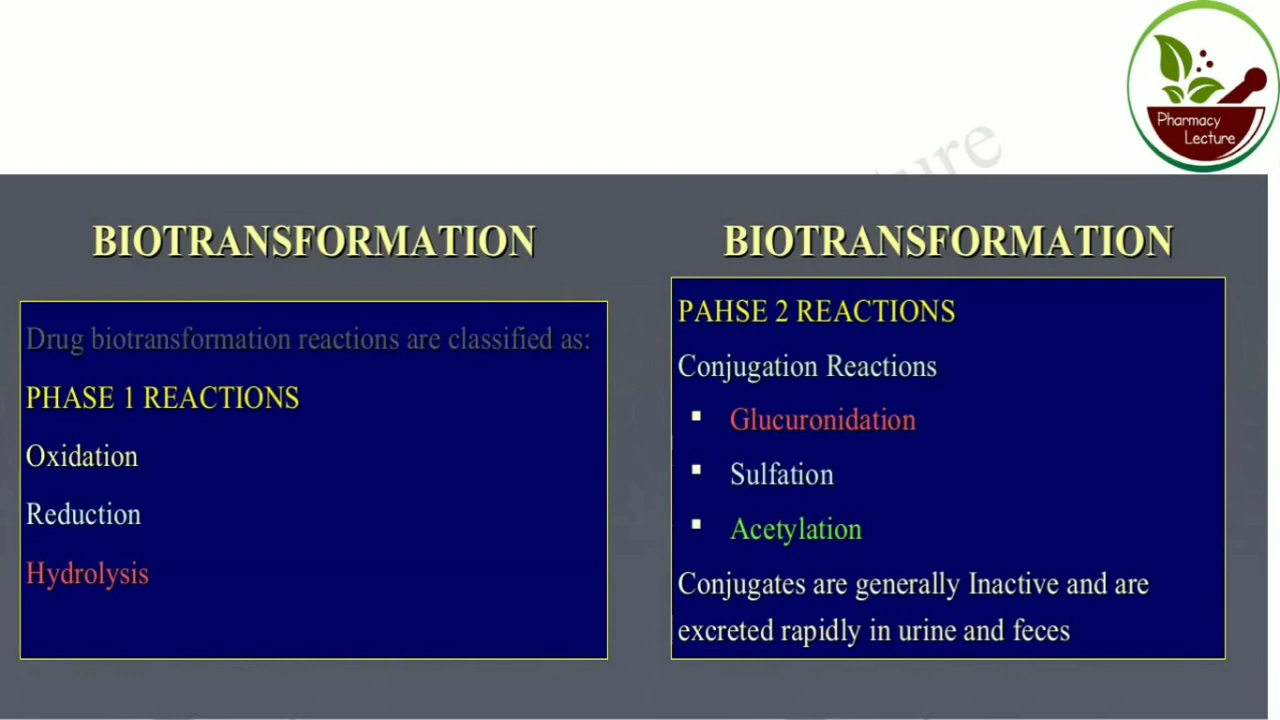 Pharmacy
Lecture
BIOTRANSFORMATION
Drug biotransformation reactions are classified as:
PHASE 1 REACTIONS
Oxidation
Reduction
Hydrolysis
BIOTRANSFORMATION
PAHSE 2 REACTIONS
Conjugation Reactions
▪ Glucuronidation
▪ Sulfation
▪ Acetylation
Conjugates are generally Inactive and are
excreted rapidly in urine and feces